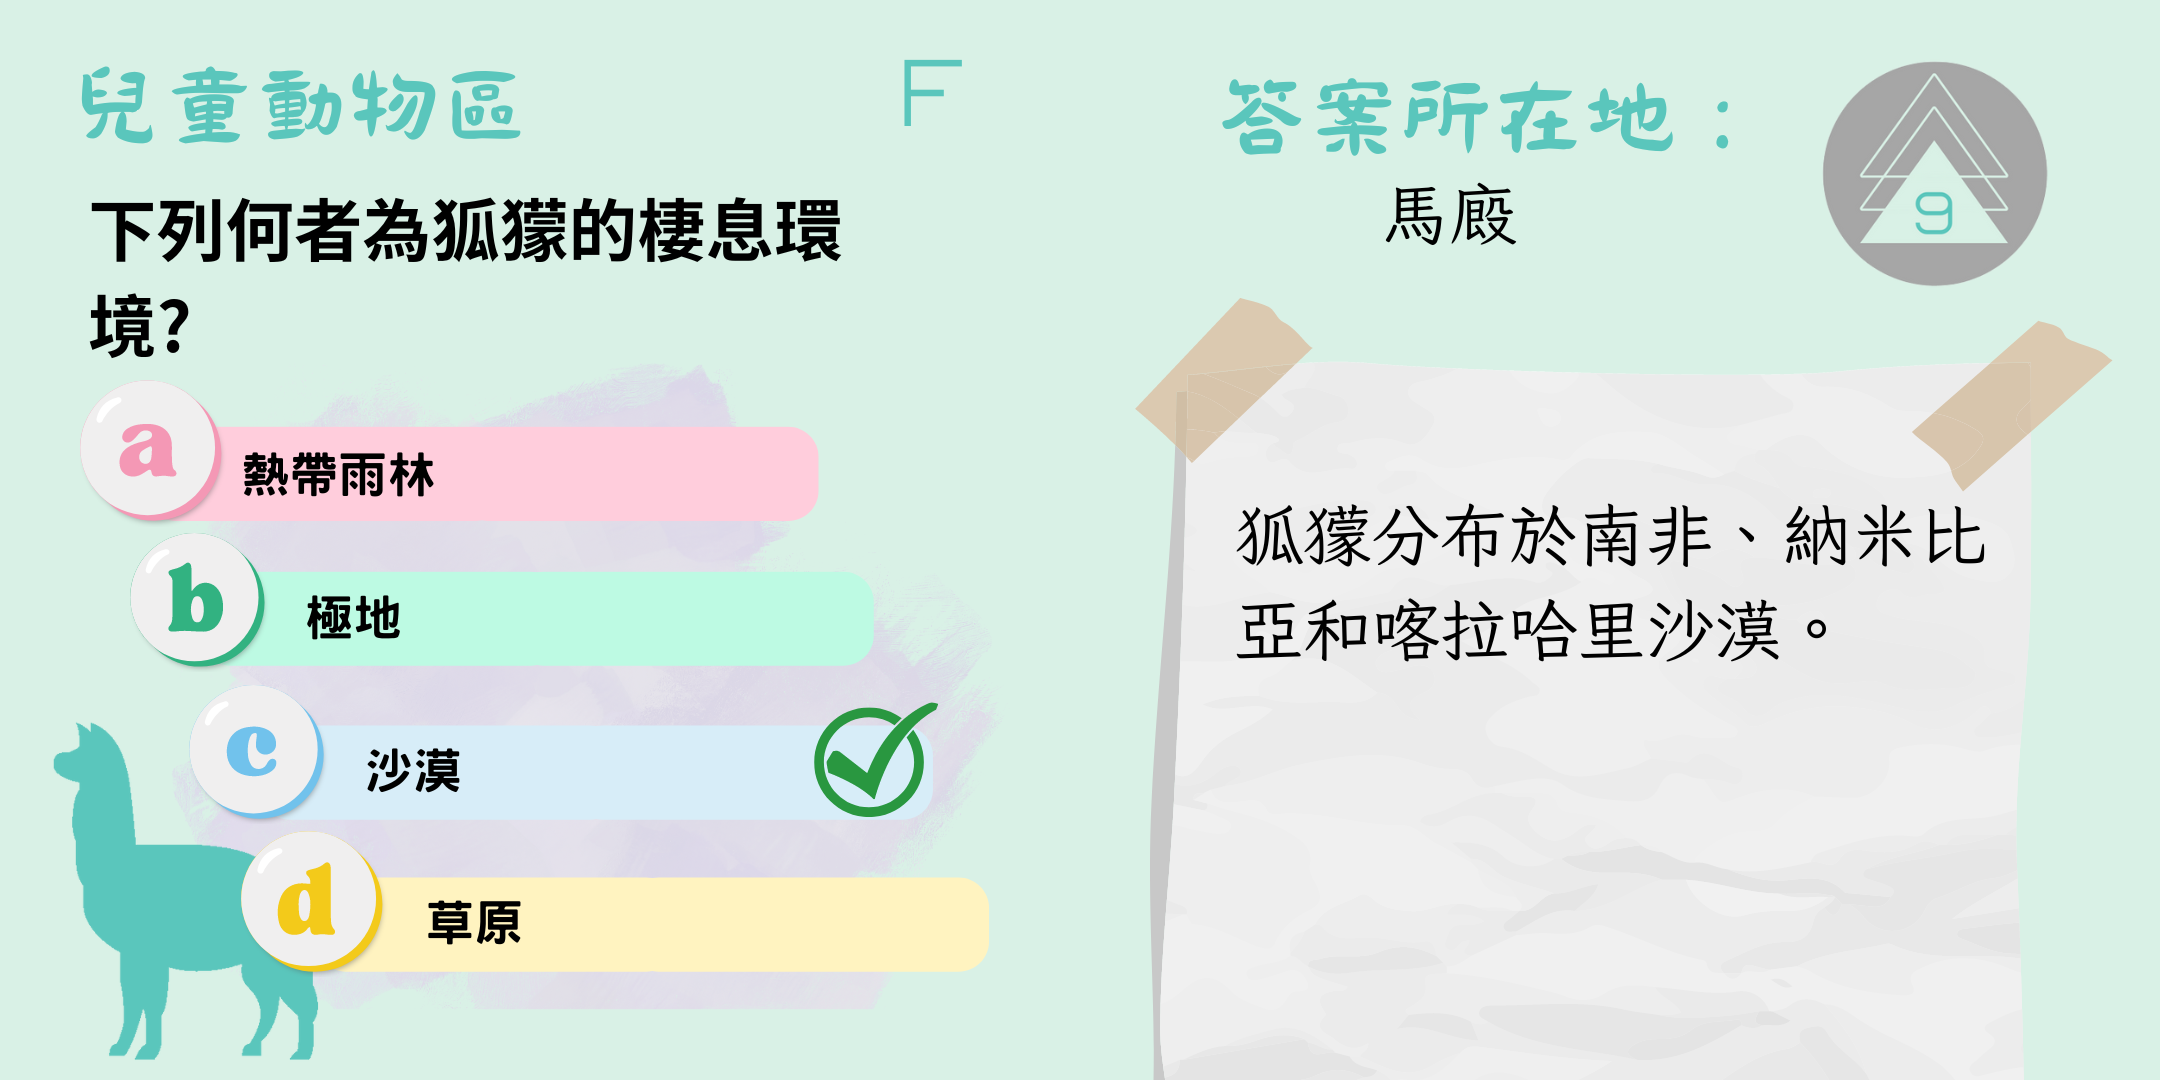 兒童動物區
F
下列何者為狐獴的棲息環
境?
a
熱帶雨林
b
極地
c
沙漠
d
草原
答案所在地：
馬廄
9
狐獴分布於南非、納米比
亞和喀拉哈里沙漠。